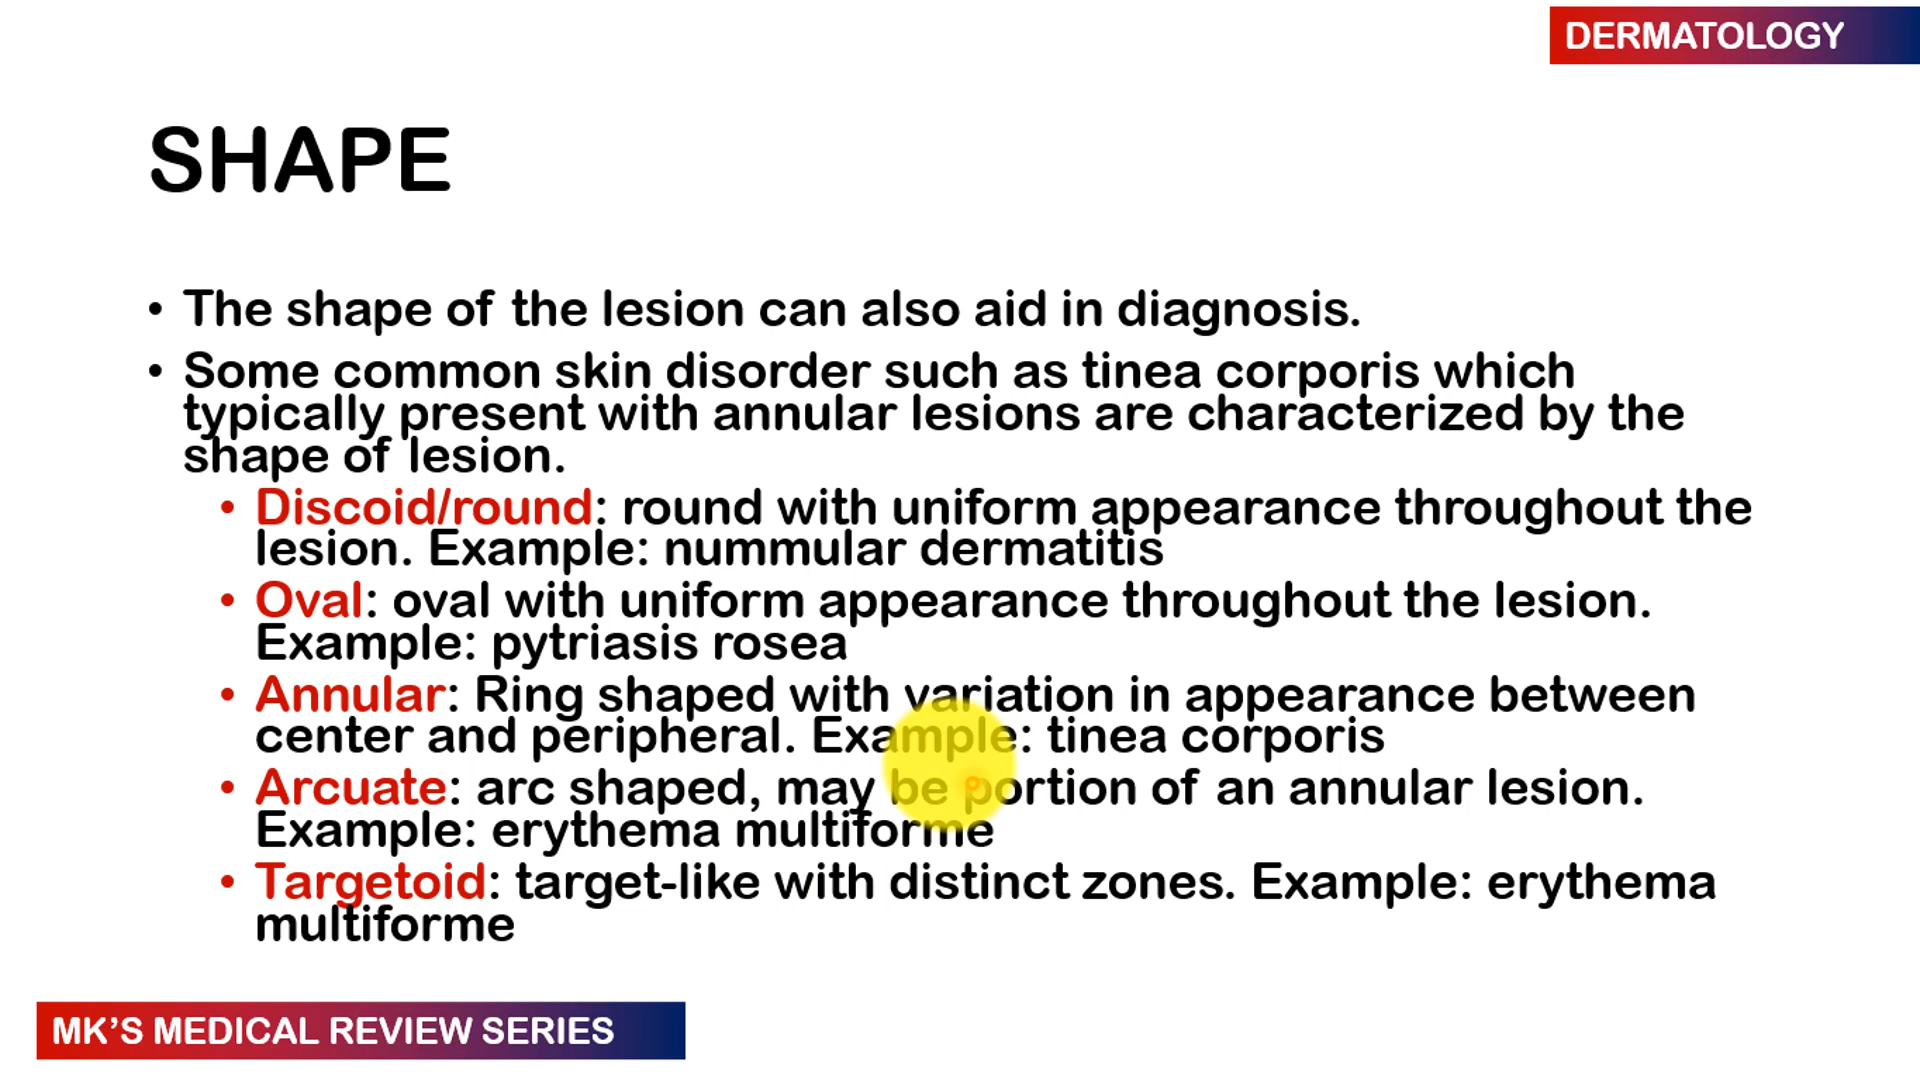 DERMATOLOGY
SHAPE
• The shape of the lesion can also aid in diagnosis.
• Some common skin disorder such as tinea corporis which
typically present with annular lesions are characterized by the
shape of lesion.
• Discoid/round: round with uniform appearance throughout the
lesion. Example: nummular dermatitis
• Oval: oval with uniform appearance throughout the lesion.
Example: pytriasis rosea
• Annular: Ring shaped with variation in appearance between
center and peripheral. Example: tinea corporis
• Arcuate: arc shaped, may be portion of an annular lesion.
Example: erythema multiforme
• Targetoid: target-like with distinct zones. Example: erythema
multiforme
MK’S MEDICAL REVIEW SERIES